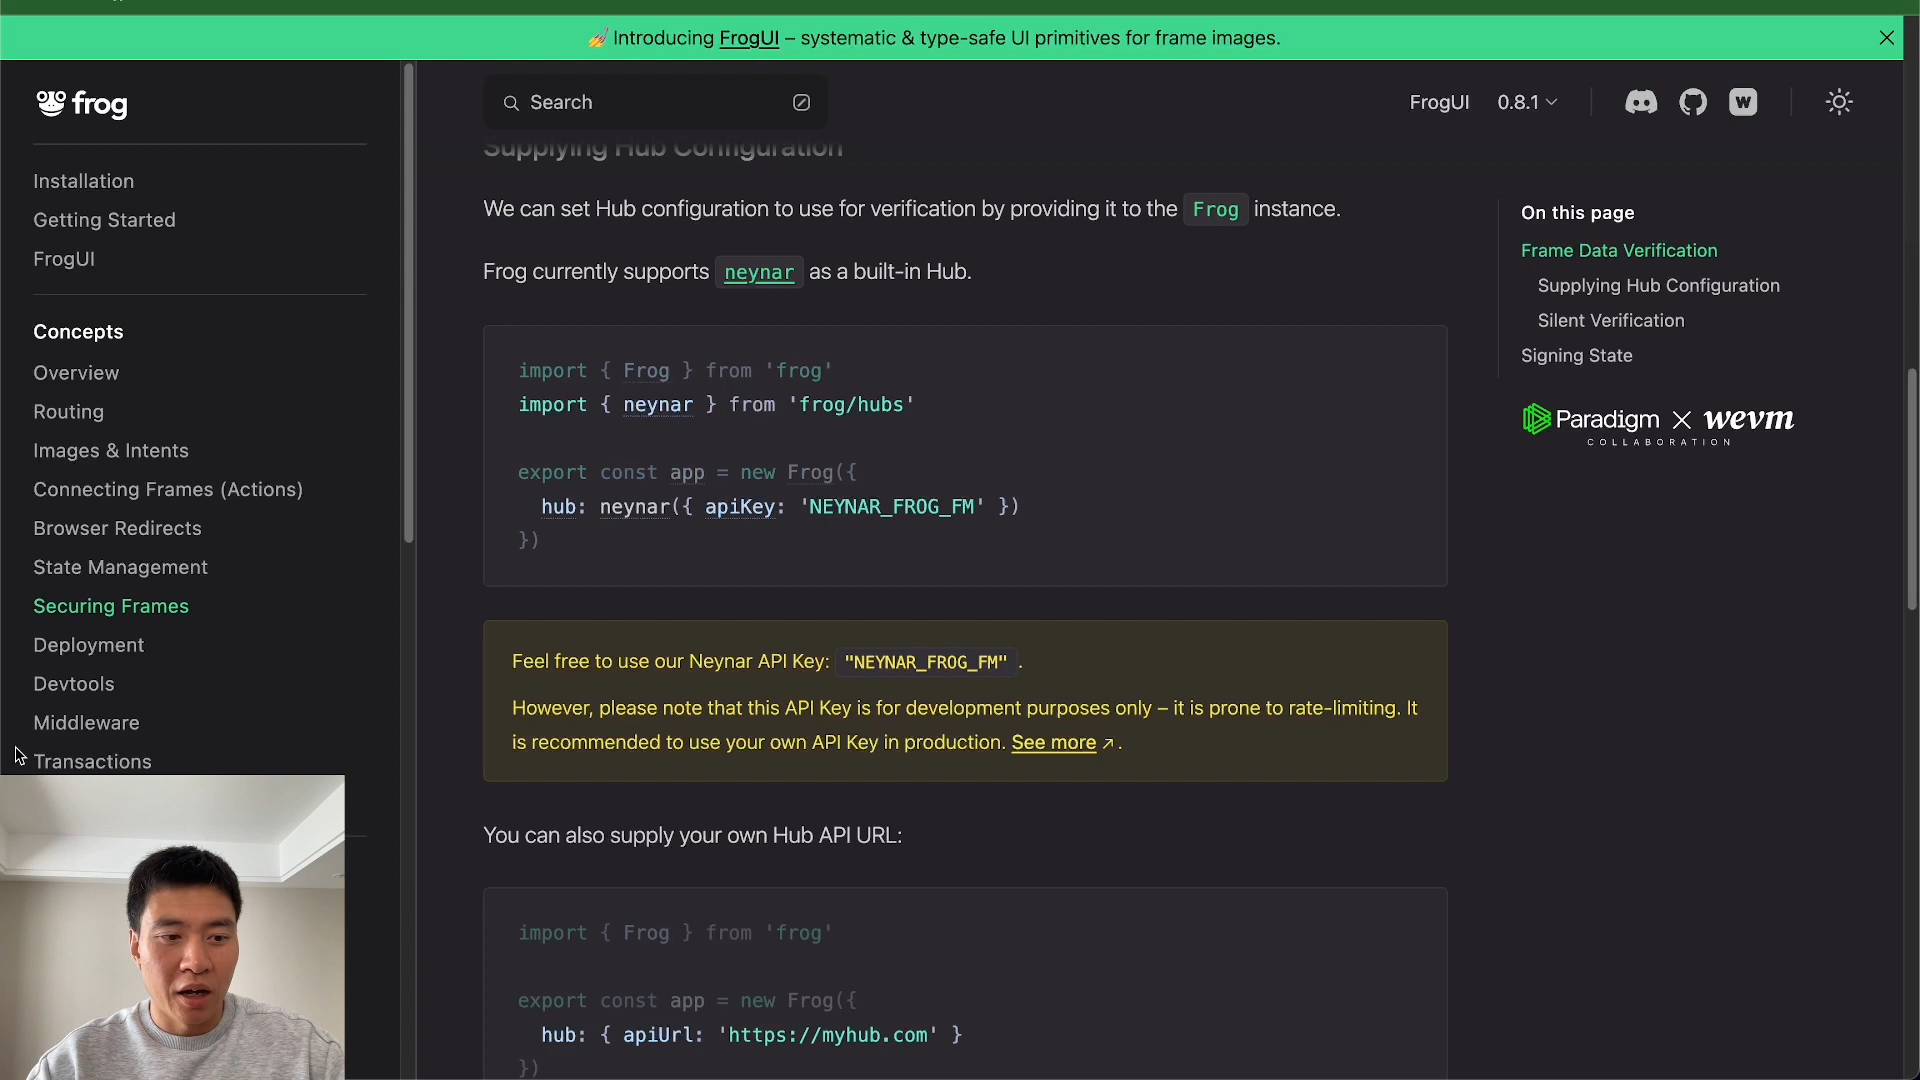 💅 Introducing FrogUI – systematic & type-safe UI primitives for frame images.
frog
Search
FrogUI
0.8.1
W
Installation
Getting Started
FrogUI
Concepts
Overview
Routing
Images & Intents
Connecting Frames (Actions)
Browser Redirects
State Management
Securing Frames
Deployment
Devtools
Middleware
Transactions
Supplying Hub Configuration
We can set Hub configuration to use for verification by providing it to the Frog instance.
Frog currently supports neynar as a built-in Hub.
import { Frog } from 'frog'
import { neynar } from 'frog/hubs'
export const app = new Frog({
hub: neynar({ apiKey: 'NEYNAR_FROG_FM' })
})
Feel free to use our Neynar API Key: "NEYNAR_FROG_FM" .
However, please note that this API Key is for development purposes only – it is prone to rate-limiting. It
is recommended to use your own API Key in production. See more ↗ .
You can also supply your own Hub API URL:
import { Frog } from 'frog'
export const app = new Frog({
hub: { apiUrl: 'https://myhub.com' }
})
On this page
Frame Data Verification
Supplying Hub Configuration
Silent Verification
Signing State
Paradigm X wevm
COLLABORATION